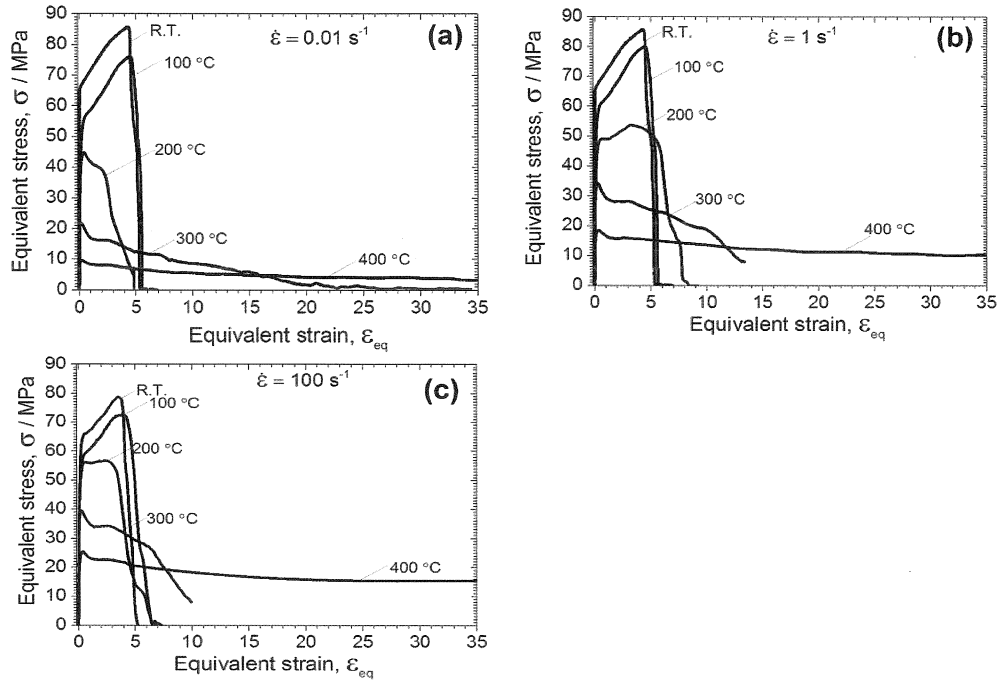 90
80
70
60
50
40
30
20
10
0
Equivalent stress, σ / MPa
ε̇ = 0.01 s⁻¹
(a)
R.T.
100 °C
200 °C
300 °C
400 °C
0 5 10 15 20 25 30 35
Equivalent strain, εeq
90
80
70
60
50
40
30
20
10
0
Equivalent stress, σ / MPa
ε̇ = 1 s⁻¹
(b)
R.T.
100 °C
200 °C
300 °C
400 °C
0 5 10 15 20 25 30 35
Equivalent strain, εeq
90
80
70
60
50
40
30
20
10
0
Equivalent stress, σ / MPa
ε̇ = 100 s⁻¹
(c)
R.T.
100 °C
200 °C
300 °C
400 °C
0 5 10 15 20 25 30 35
Equivalent strain, εeq